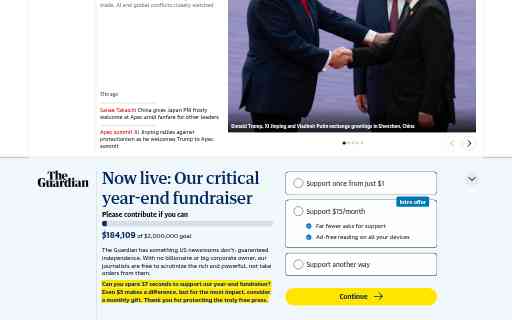 trade, AI and global conflicts closely watched
Donald Trump, Xi Jinping and Vladimir Putin exchange greetings in Shenzhen, China
Sanae Takaichi China gives Japan PM frosty
welcome at Apec amid fanfare for other leaders
Apec summit Xi Jinping rallies against
protectionism as he welcomes Trump to Apec
summit
The
Guardian
Now live: Our critical
year-end fundraiser
Please contribute if you can
$184,109 of $2,000,000 goal
The Guardian has something US newsrooms don't - guaranteed
independence. With no billionaire or big corporate owner, our
journalists are free to scrutinize the rich and powerful, not take
orders from them.
Can you spare 37 seconds to support our year-end fundraiser?
Even $5 makes a difference, but for the most impact, consider
a monthly gift. Thank you for protecting the truly free press.
Support once from just $1
Intro offer
Support $15/month
Far fewer asks for support
Ad-free reading on all your devices
Support another way
Continue